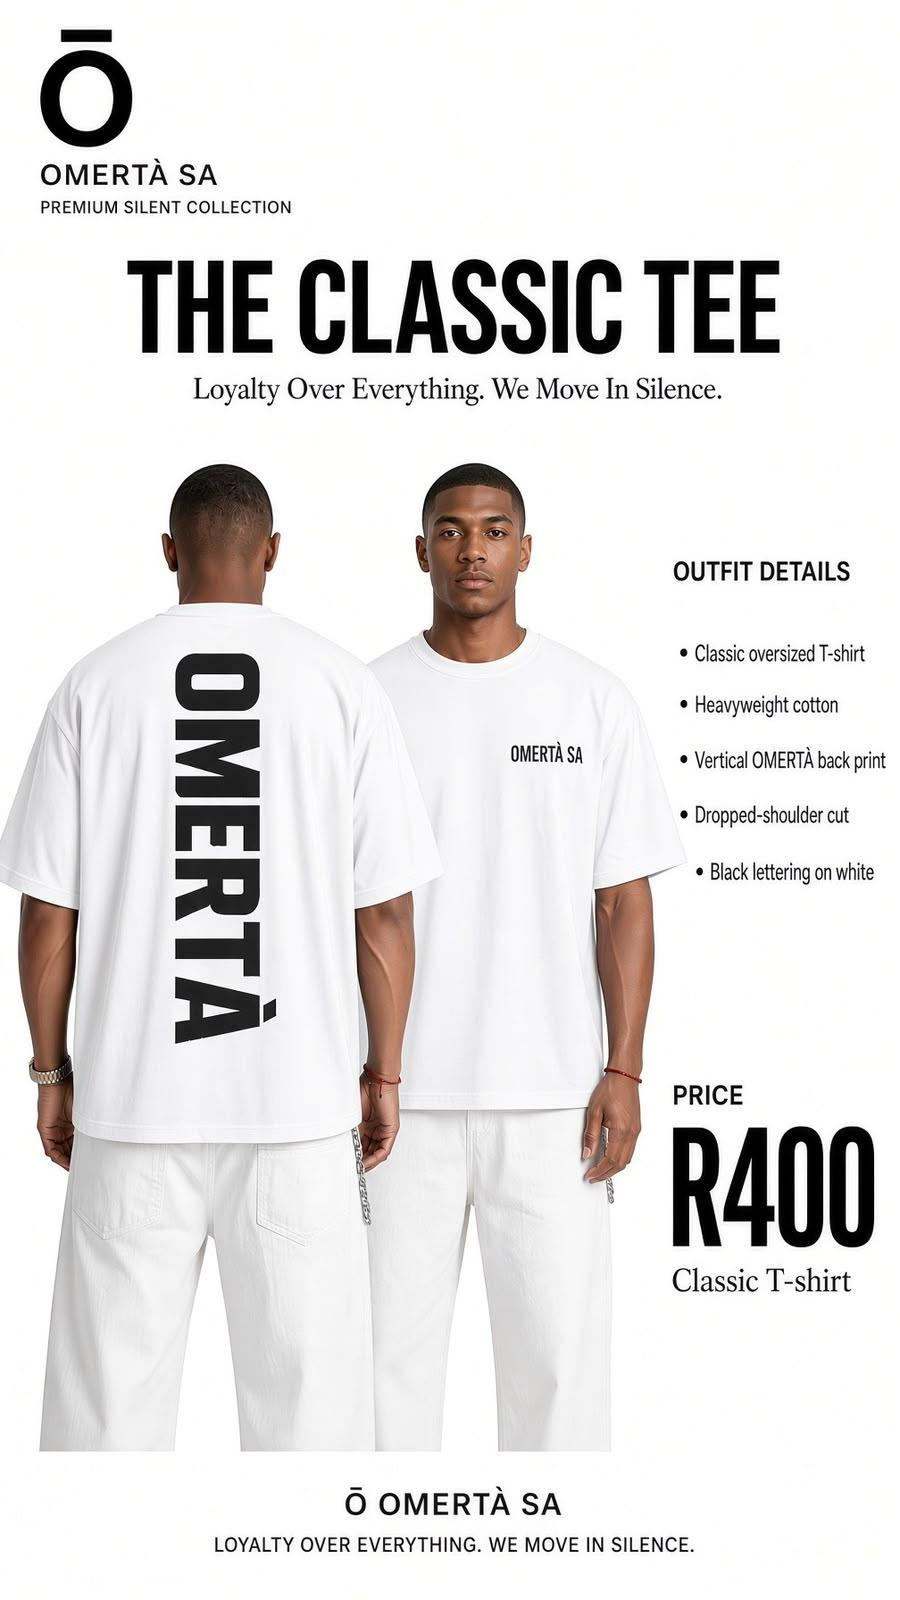 Ō
OMERTÀ SA
PREMIUM SILENT COLLECTION
THE CLASSIC TEE
Loyalty Over Everything. We Move In Silence.
OMERTÀ
OMERTÀ SA
OUTFIT DETAILS
• Classic oversized T-shirt
• Heavyweight cotton
• Vertical OMERTÀ back print
• Dropped-shoulder cut
• Black lettering on white
PRICE
R400
Classic T-shirt
Ō OMERTÀ SA
LOYALTY OVER EVERYTHING. WE MOVE IN SILENCE.